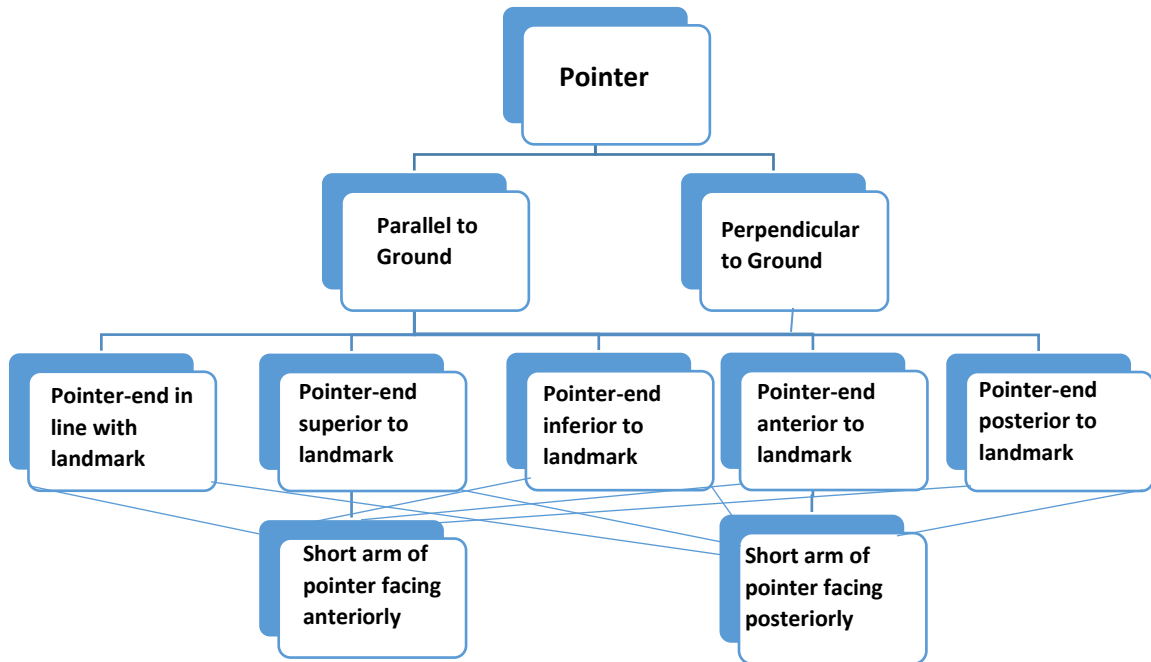 Pointer
Parallel to
Ground
Perpendicular
to Ground
Pointer-end in
line with
landmark
Pointer-end
superior to
landmark
Pointer-end
inferior to
landmark
Pointer-end
anterior to
landmark
Pointer-end
posterior to
landmark
Short arm of
pointer facing
anteriorly
Short arm of
pointer facing
posteriorly